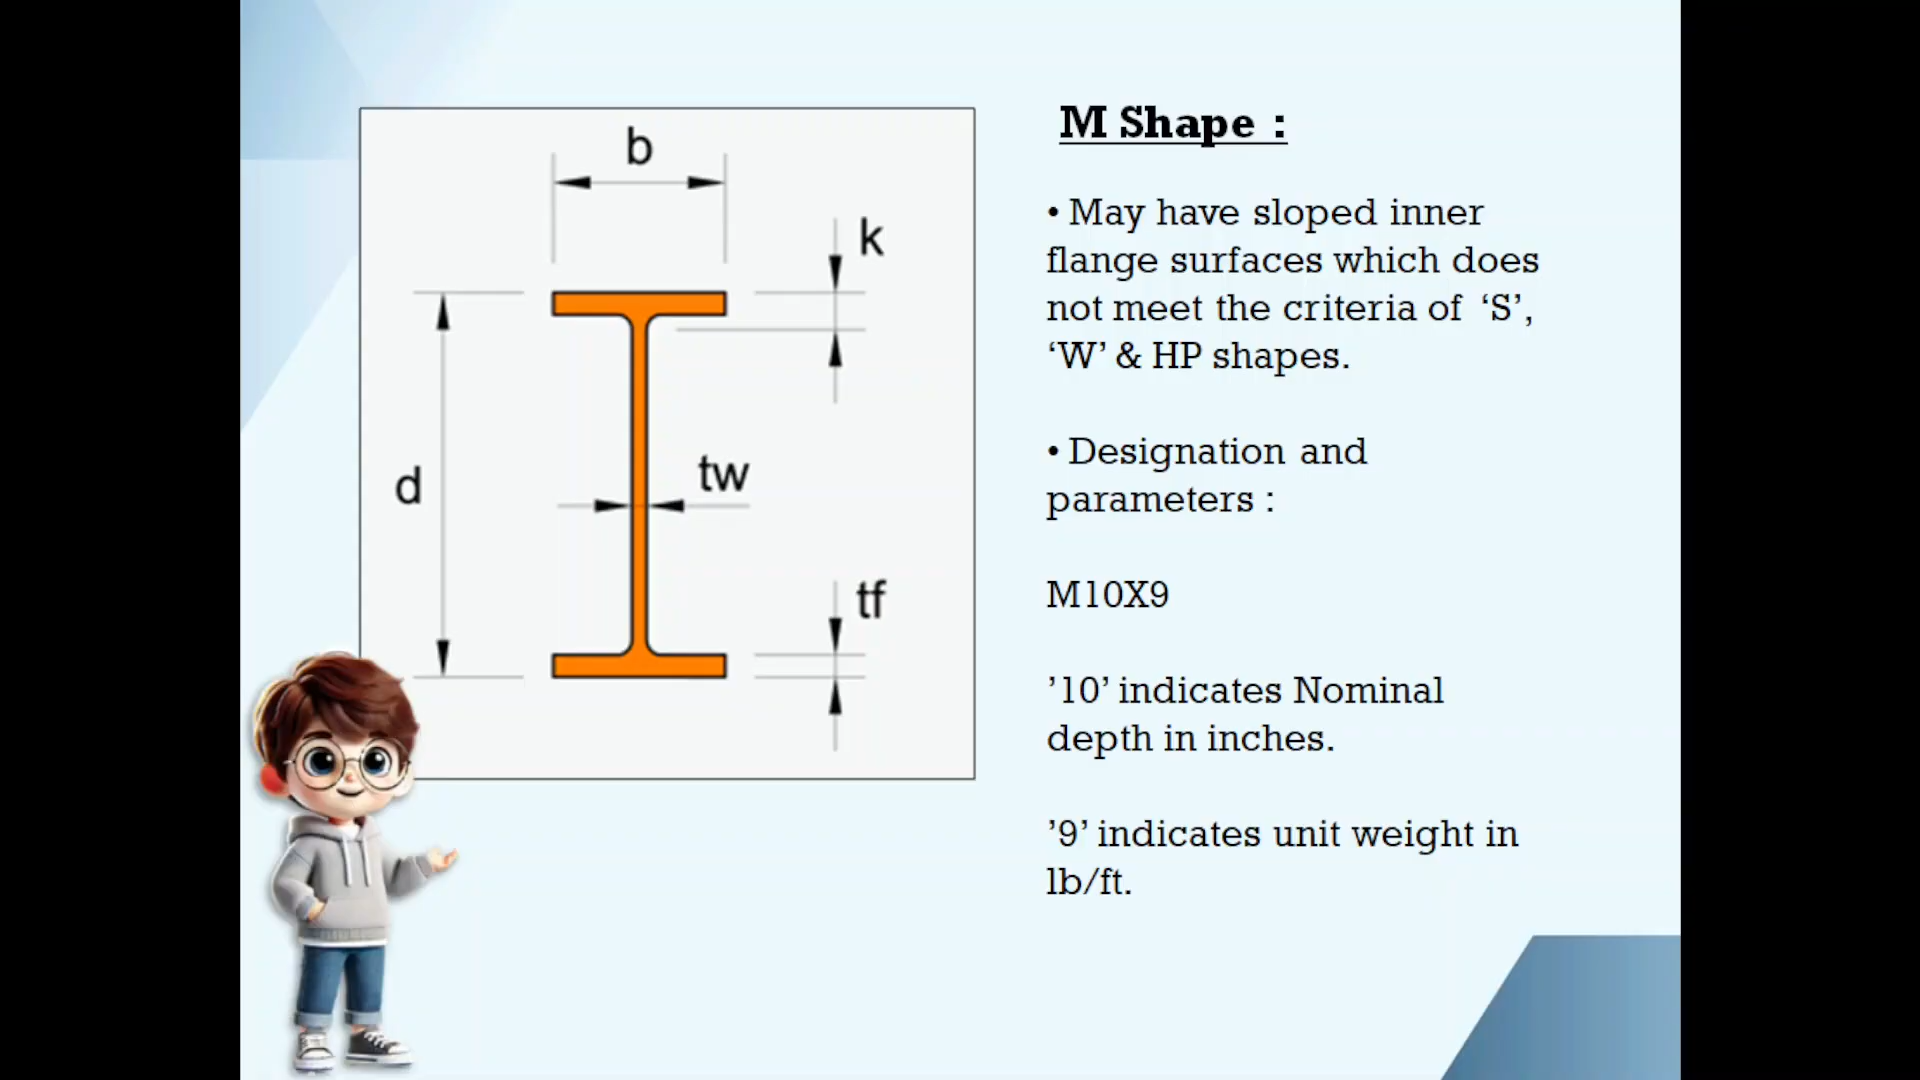 b
k
d
tw
tf
M Shape :
• May have sloped inner
flange surfaces which does
not meet the criteria of ‘S’,
‘W’ & HP shapes.
• Designation and
parameters :
M10X9
’10’ indicates Nominal
depth in inches.
’9’ indicates unit weight in
lb/ft.